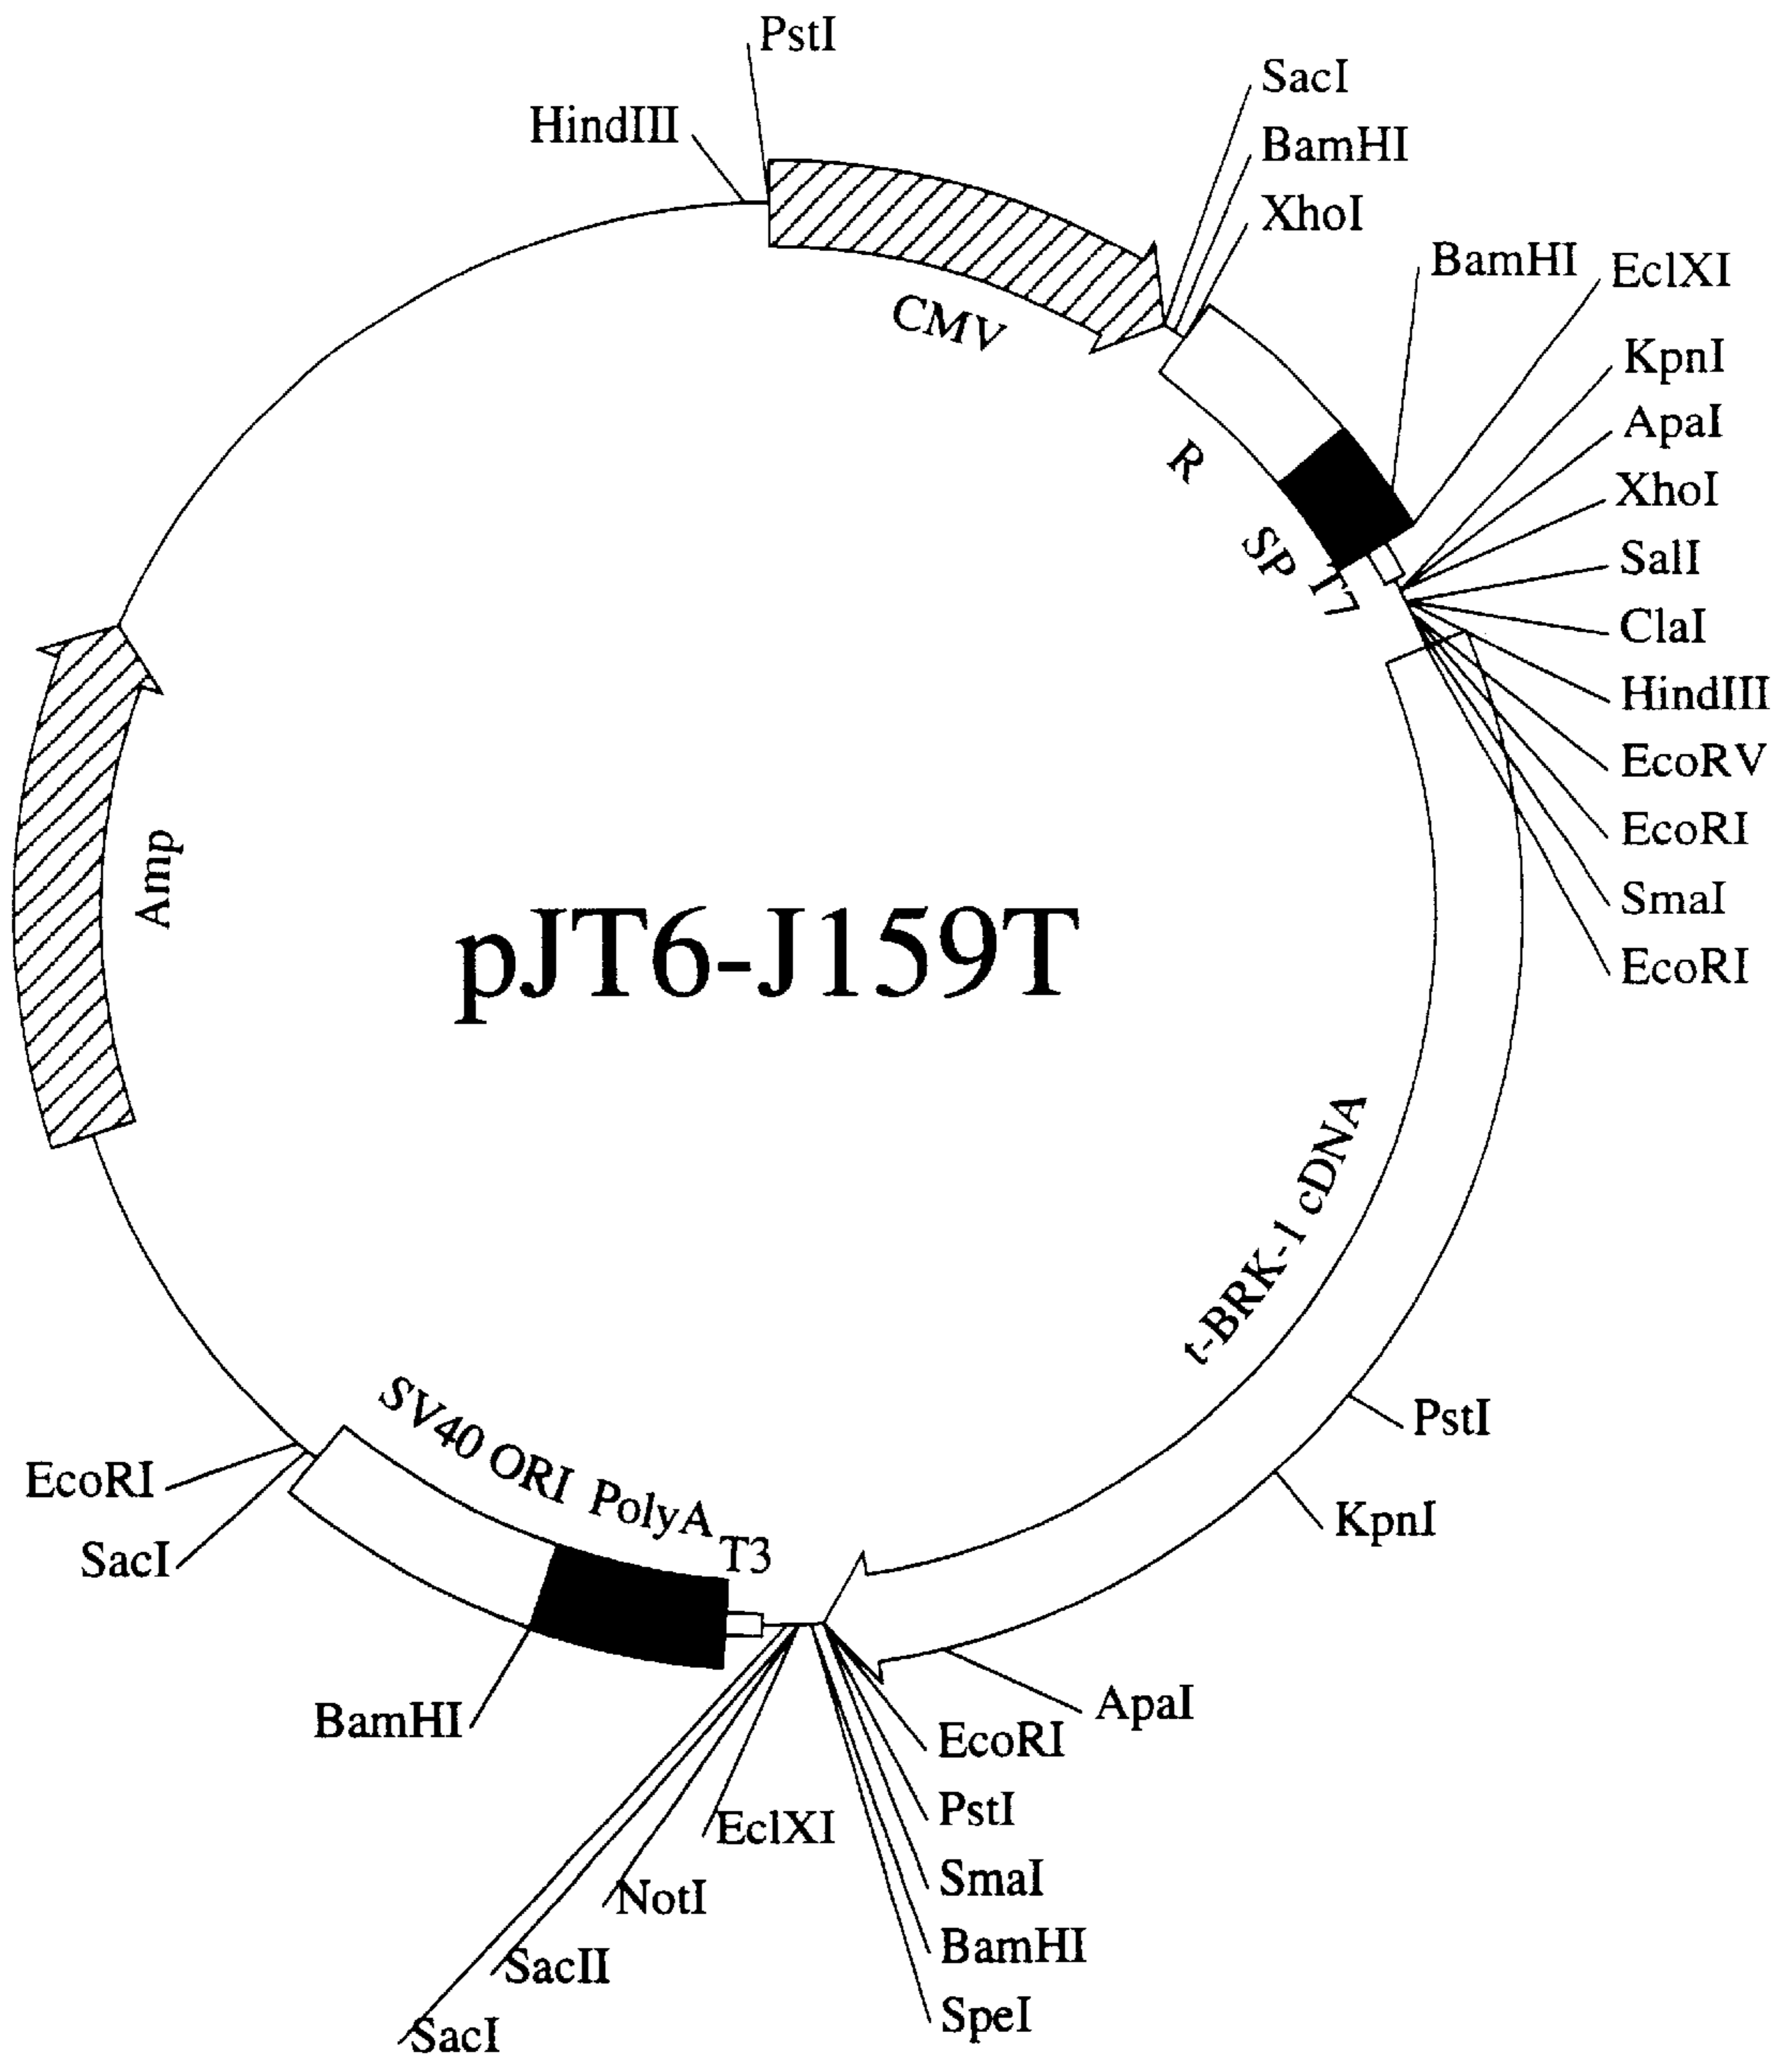 PstI
HindIII
SacI
BamHI
XhoI
BamHI
EclXI
KpnI
ApaI
XhoI
SalI
ClaI
HindIII
EcoRV
EcoRI
SmaI
EcoRI
CMV
R
SP
T7
Amp
pJT6-J159T
t-BRK-1 cDNA
PstI
KpnI
ApaI
SV40 ORI PolyA
T3
EcoRI
SacI
BamHI
EcoRI
PstI
SmaI
BamHI
SpeI
EclXI
NotI
SacII
SacI